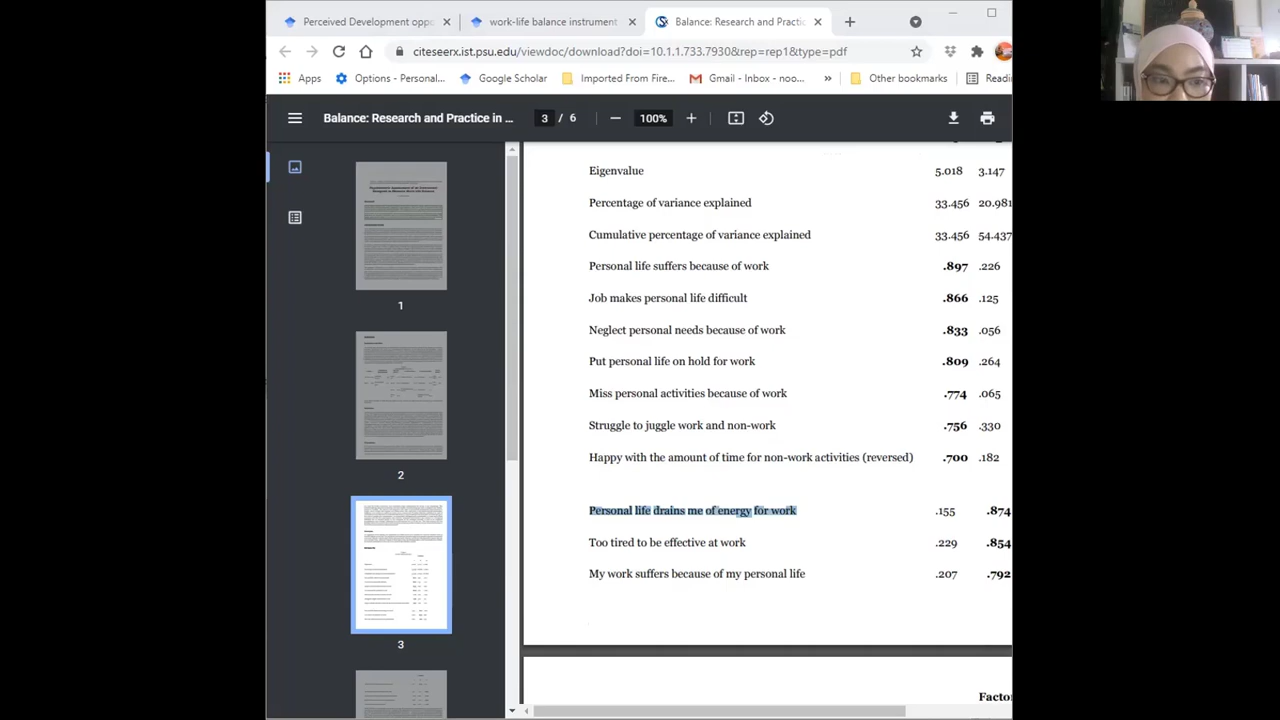 Perceived Development oppo
work-life balance instrument
Balance: Research and Practic
citeseerx.ist.psu.edu/viewdoc/download?doi=10.1.1.733.7930&rep=rep1&type=pdf
Apps
Options - Personal...
Google Scholar
Imported From Fire...
Gmail - Inbox - noo...
»
Other bookmarks
Readi
Balance: Research and Practice in ...
3 / 6
100%
Eigenvalue 5.018 3.147
Percentage of variance explained 33.456 20.981
Cumulative percentage of variance explained 33.456 54.437
Personal life suffers because of work .897 .226
Job makes personal life difficult .866 .125
Neglect personal needs because of work .833 .056
Put personal life on hold for work .809 .264
Miss personal activities because of work .774 .065
Struggle to juggle work and non-work .756 .330
Happy with the amount of time for non-work activities (reversed) .700 .182
Personal life drains me of energy for work .155 .874
Too tired to be effective at work .229 .854
My work suffers because of my personal life .207 .792
Factor
1
2
3